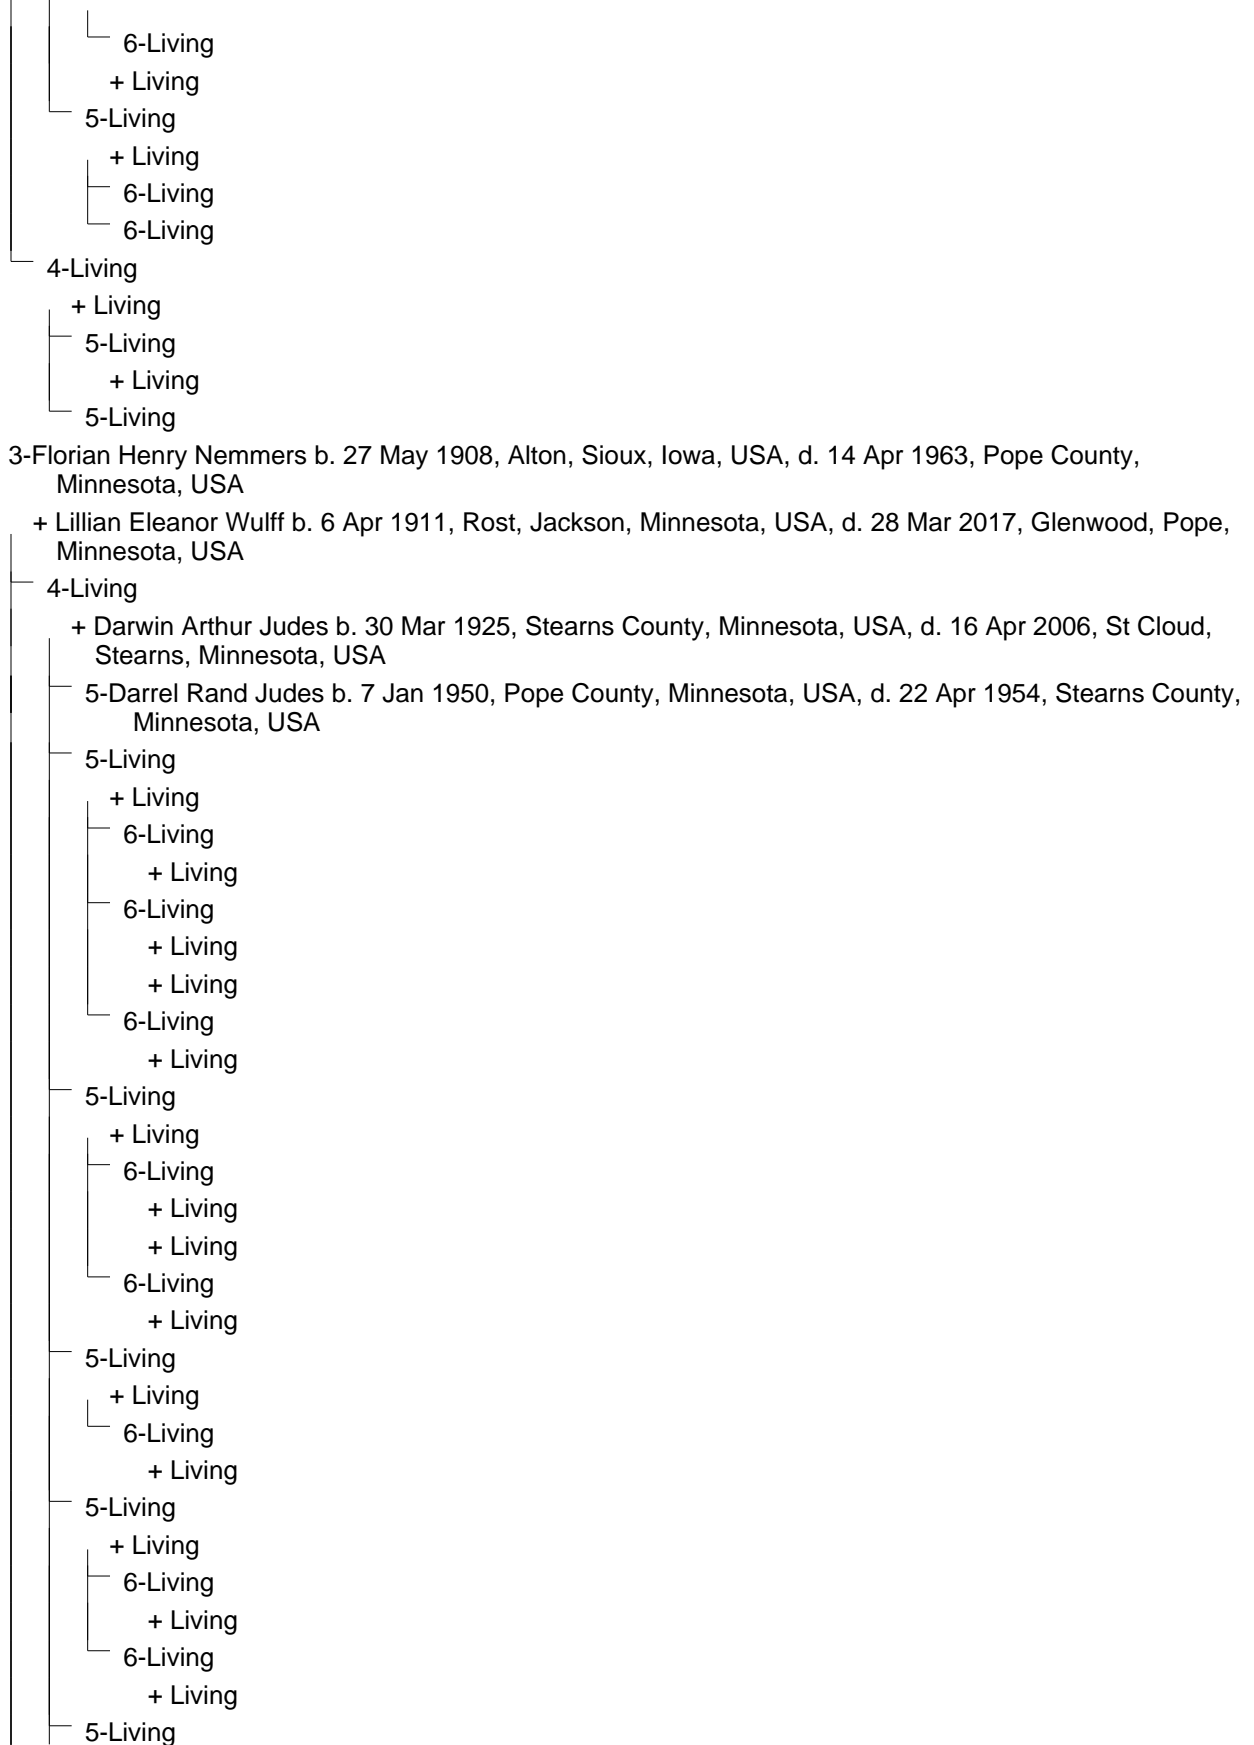 6-Living
+ Living
5-Living
+ Living
6-Living
6-Living
4-Living
+ Living
5-Living
+ Living
5-Living
3-Florian Henry Nemmers b. 27 May 1908, Alton, Sioux, Iowa, USA, d. 14 Apr 1963, Pope County,
Minnesota, USA
+ Lillian Eleanor Wulff b. 6 Apr 1911, Rost, Jackson, Minnesota, USA, d. 28 Mar 2017, Glenwood, Pope,
Minnesota, USA
4-Living
+ Darwin Arthur Judes b. 30 Mar 1925, Stearns County, Minnesota, USA, d. 16 Apr 2006, St Cloud,
Stearns, Minnesota, USA
5-Darrel Rand Judes b. 7 Jan 1950, Pope County, Minnesota, USA, d. 22 Apr 1954, Stearns County,
Minnesota, USA
5-Living
+ Living
6-Living
+ Living
6-Living
+ Living
+ Living
6-Living
+ Living
5-Living
+ Living
6-Living
+ Living
+ Living
6-Living
+ Living
5-Living
+ Living
6-Living
+ Living
5-Living
+ Living
6-Living
+ Living
6-Living
+ Living
5-Living